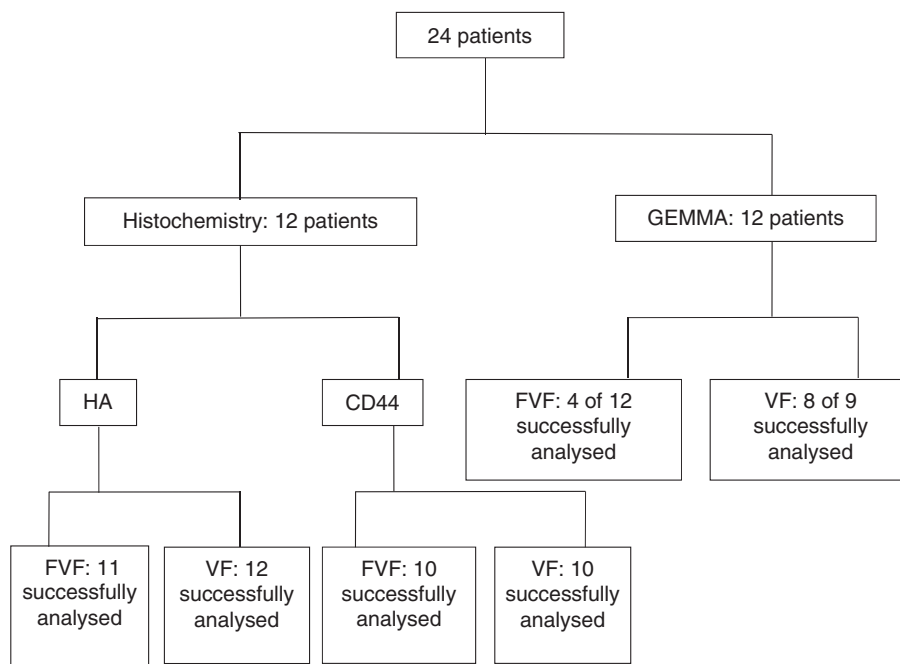 24 patients
Histochemistry: 12 patients
GEMMA: 12 patients
HA
CD44
FVF: 4 of 12
successfully
analysed
VF: 8 of 9
successfully
analysed
FVF: 11
successfully
analysed
VF: 12
successfully
analysed
FVF: 10
successfully
analysed
VF: 10
successfully
analysed